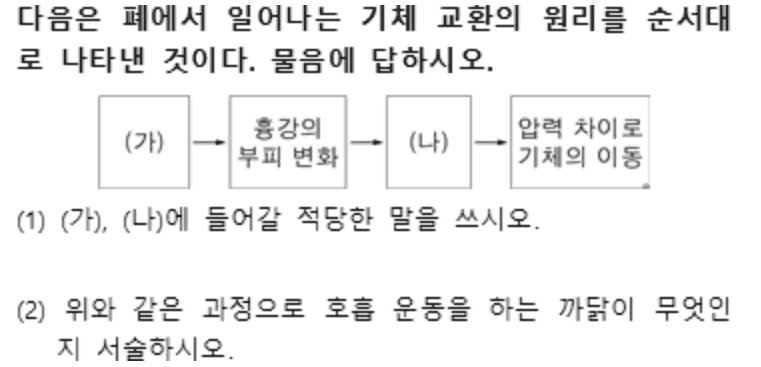 다음은 폐에서 일어나는 기체 교환의 원리를 순서대
로 나타낸 것이다. 물음에 답하시오.
(가)
흉강의
부피 변화
(나)
압력 차이로
기체의 이동
(1) (가), (나)에 들어갈 적당한 말을 쓰시오.
(2) 위와 같은 과정으로 호흡 운동을 하는 까닭이 무엇인
지 서술하시오.